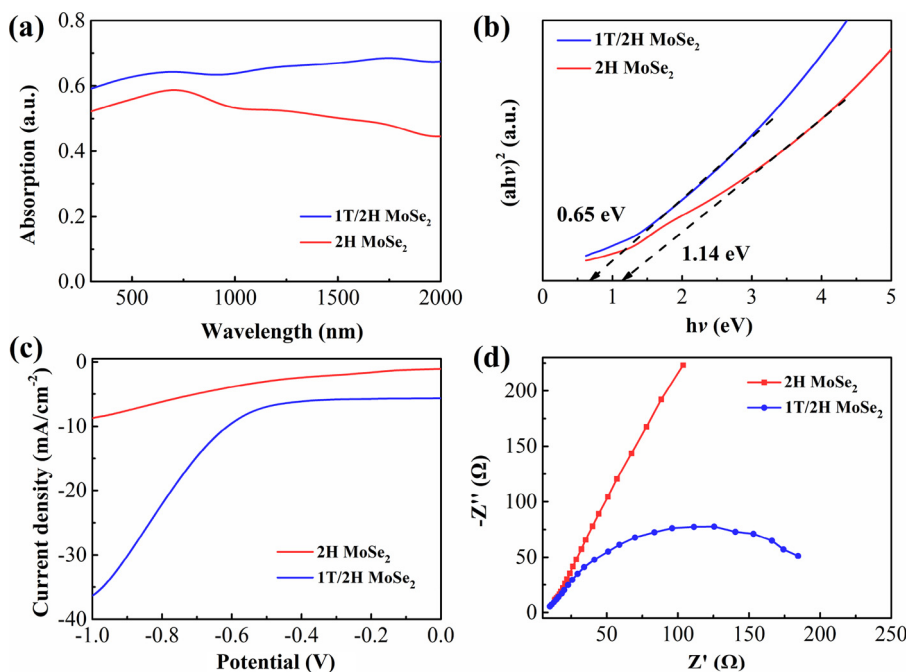 (a)
0.8
0.6
0.4
0.2
0.0
Absorption (a.u.)
1T/2H MoSe₂
2H MoSe₂
500 1000 1500 2000
Wavelength (nm)
(b)
(ahν)² (a.u.)
1T/2H MoSe₂
2H MoSe₂
0.65 eV
1.14 eV
0 1 2 3 4 5
hν (eV)
(c)
0
-10
-20
-30
-40
Current density (mA/cm⁻²)
2H MoSe₂
1T/2H MoSe₂
-1.0 -0.8 -0.6 -0.4 -0.2 0.0
Potential (V)
(d)
225
200
150
100
50
0
-Z'' (Ω)
2H MoSe₂
1T/2H MoSe₂
50 100 150 200 250
Z' (Ω)